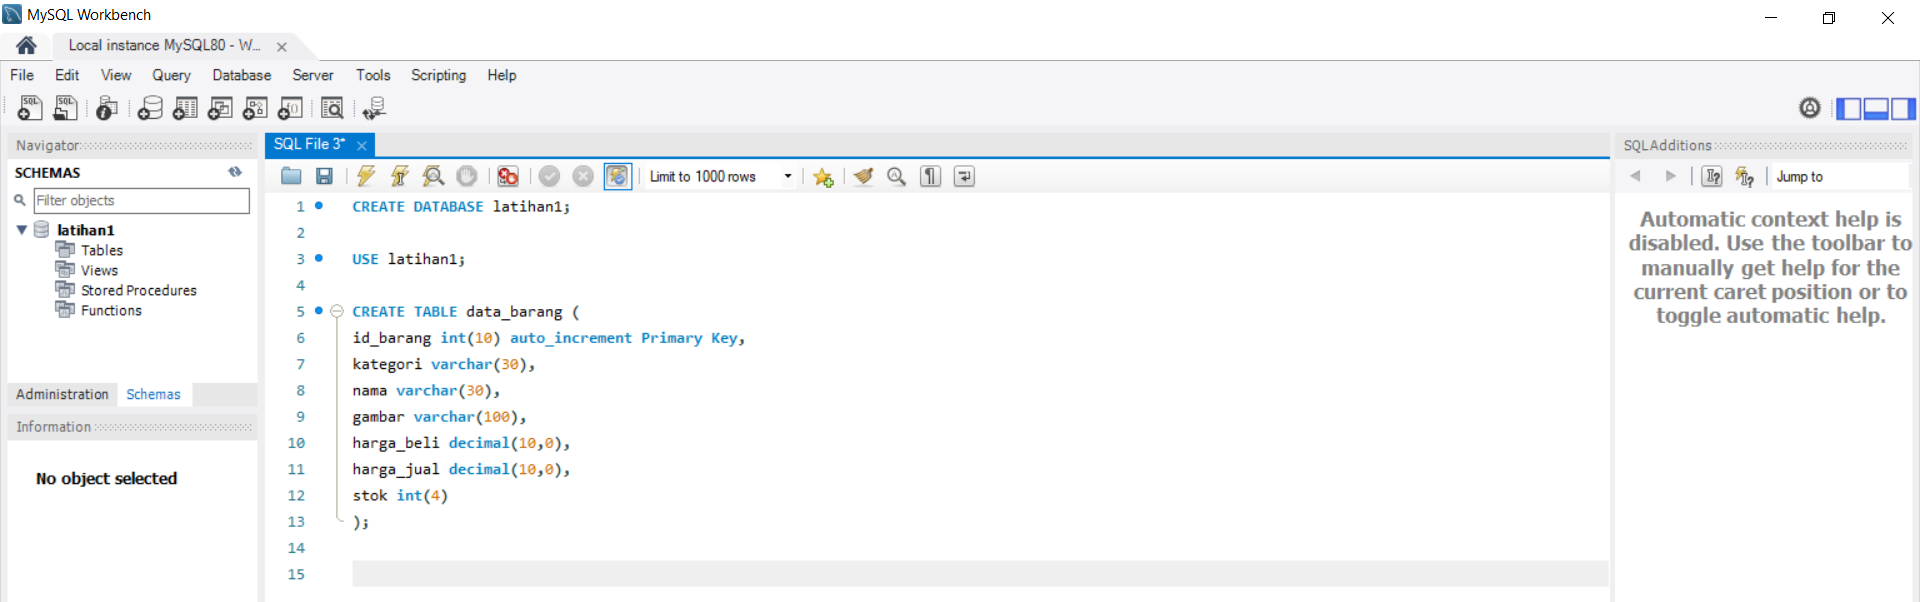 MySQL Workbench
Local instance MySQL80 - W...
File Edit View Query Database Server Tools Scripting Help
Navigator
SCHEMAS
Filter objects
latihan1
Tables
Views
Stored Procedures
Functions
Administration Schemas
Information
No object selected
SQL File 3*
Limit to 1000 rows
1 CREATE DATABASE latihan1;
2
3 USE latihan1;
4
5 CREATE TABLE data_barang (
6 id_barang int(10) auto_increment Primary Key,
7 kategori varchar(30),
8 nama varchar(30),
9 gambar varchar(100),
10 harga_beli decimal(10,0),
11 harga_jual decimal(10,0),
12 stok int(4)
13 );
14
15
SQLAdditions
Jump to
Automatic context help is
disabled. Use the toolbar to
manually get help for the
current caret position or to
toggle automatic help.